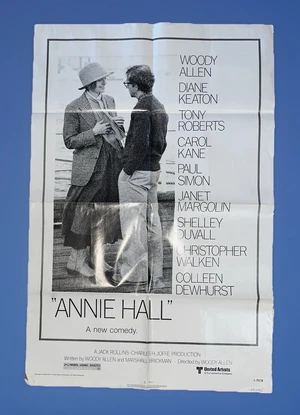 WOODY
ALLEN
DIANE
KEATON
TONY
ROBERTS
CAROL
KANE
PAUL
SIMON
JANET
MARGOLIN
SHELLEY
DUVALL
CHRISTOPHER
WALKEN
COLLEEN
DEWHURST
"ANNIE HALL"
A new comedy.
A JACK ROLLINS-CHARLES H. JOFFE PRODUCTION
Written by WOODY ALLEN and MARSHALL BRICKMAN Directed by WOODY ALLEN
United Artists